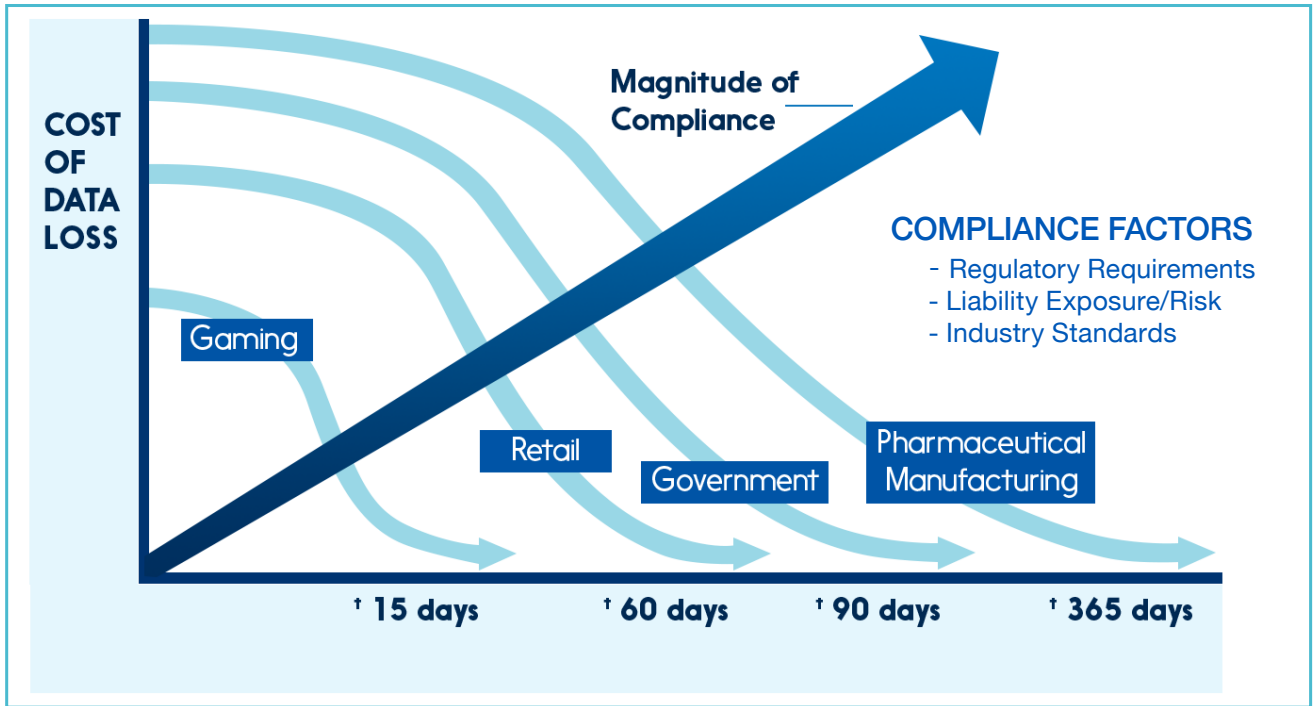 COST
OF
DATA
LOSS
Magnitude of
Compliance
COMPLIANCE FACTORS
- Regulatory Requirements
- Liability Exposure/Risk
- Industry Standards
Gaming
Retail
Government
Pharmaceutical
Manufacturing
† 15 days
† 60 days
† 90 days
† 365 days